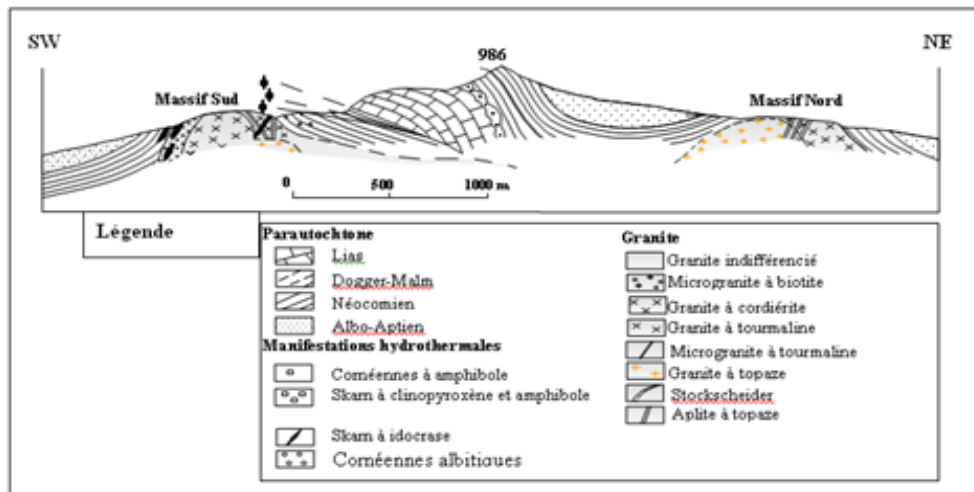 SW
NE
986
Massif Sud
Massif Nord
0 500 1000 m
Légende
Parautochtone
Lias
Dogger-Malm
Néocomien
Albo-Aptien
Manifestations hydrothermales
Cornéennes à amphibole
Skarn à clinopyroxène et amphibole
Skarn à idocrase
Cornéennes albitiques
Granite
Granite indifférencié
Microgranite à biotite
Granite à cordiérite
Granite à tourmaline
Microgranite à tourmaline
Granite à topaze
Stockscheider
Aplite à topaze